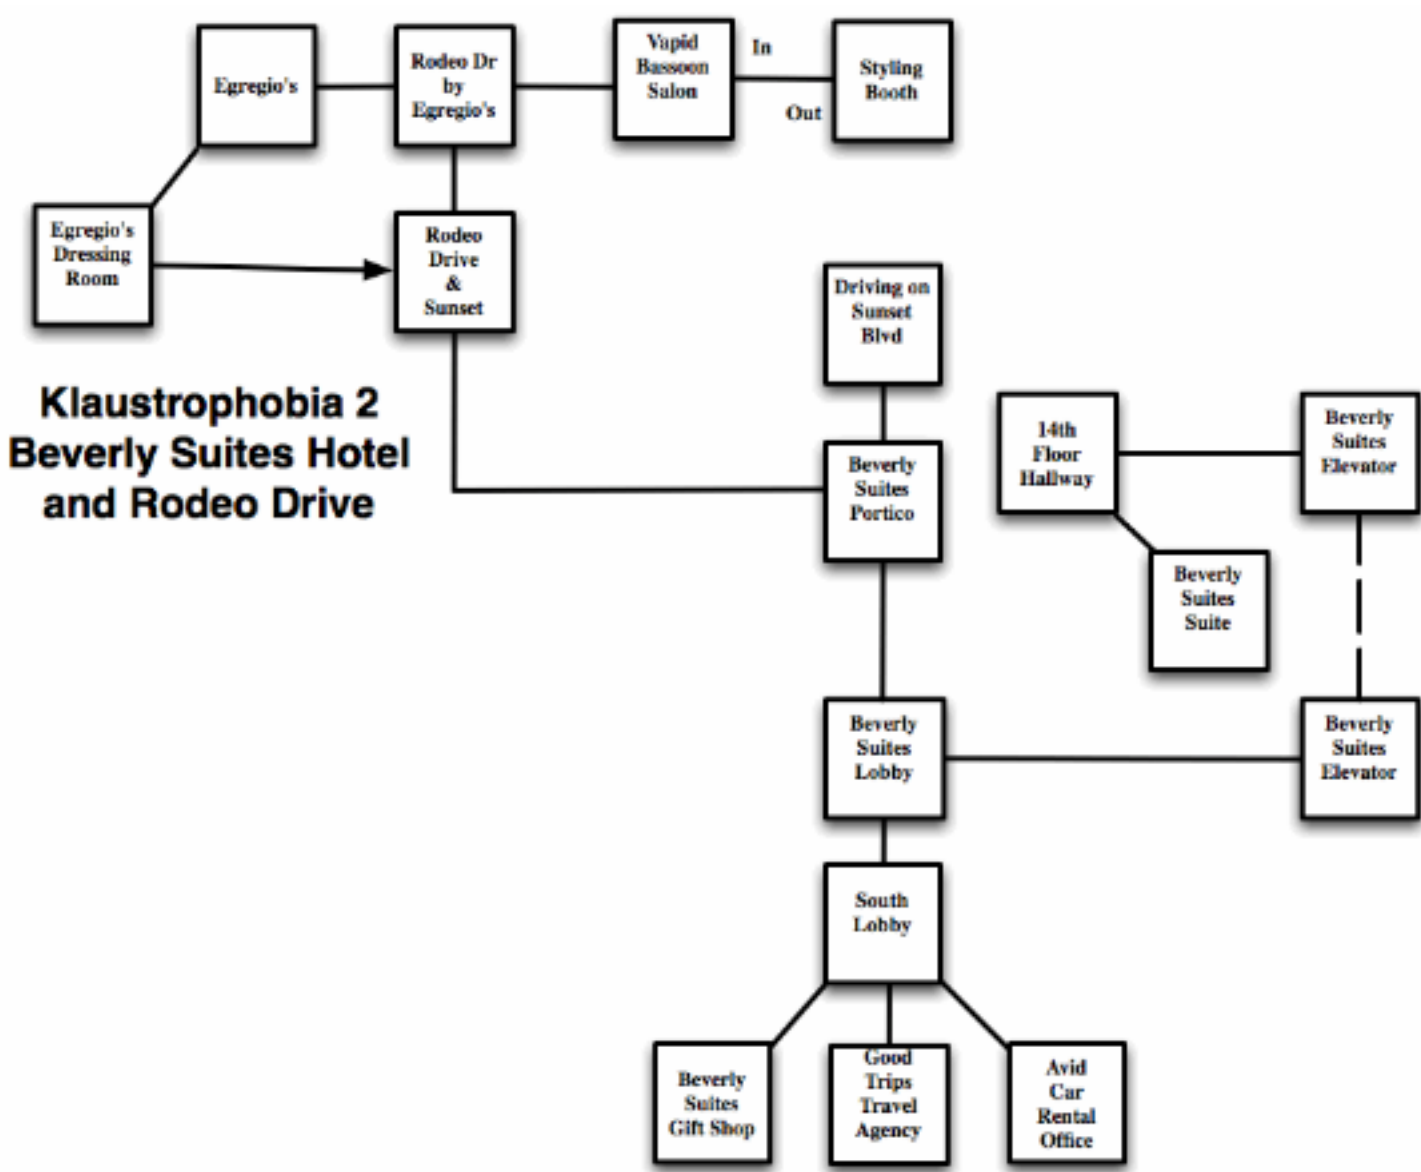 Egregio's
Rodeo Dr
by
Egregio's
Vapid
Bassoon
Salon
In
Out
Styling
Booth
Egregio's
Dressing
Room
Rodeo
Drive
&
Sunset
Driving on
Sunset
Blvd
Klaustrophobia 2
Beverly Suites Hotel
and Rodeo Drive
Beverly
Suites
Portico
14th
Floor
Hallway
Beverly
Suites
Elevator
Beverly
Suites
Suite
Beverly
Suites
Lobby
Beverly
Suites
Elevator
South
Lobby
Beverly
Suites
Gift Shop
Good
Trips
Travel
Agency
Avid
Car
Rental
Office